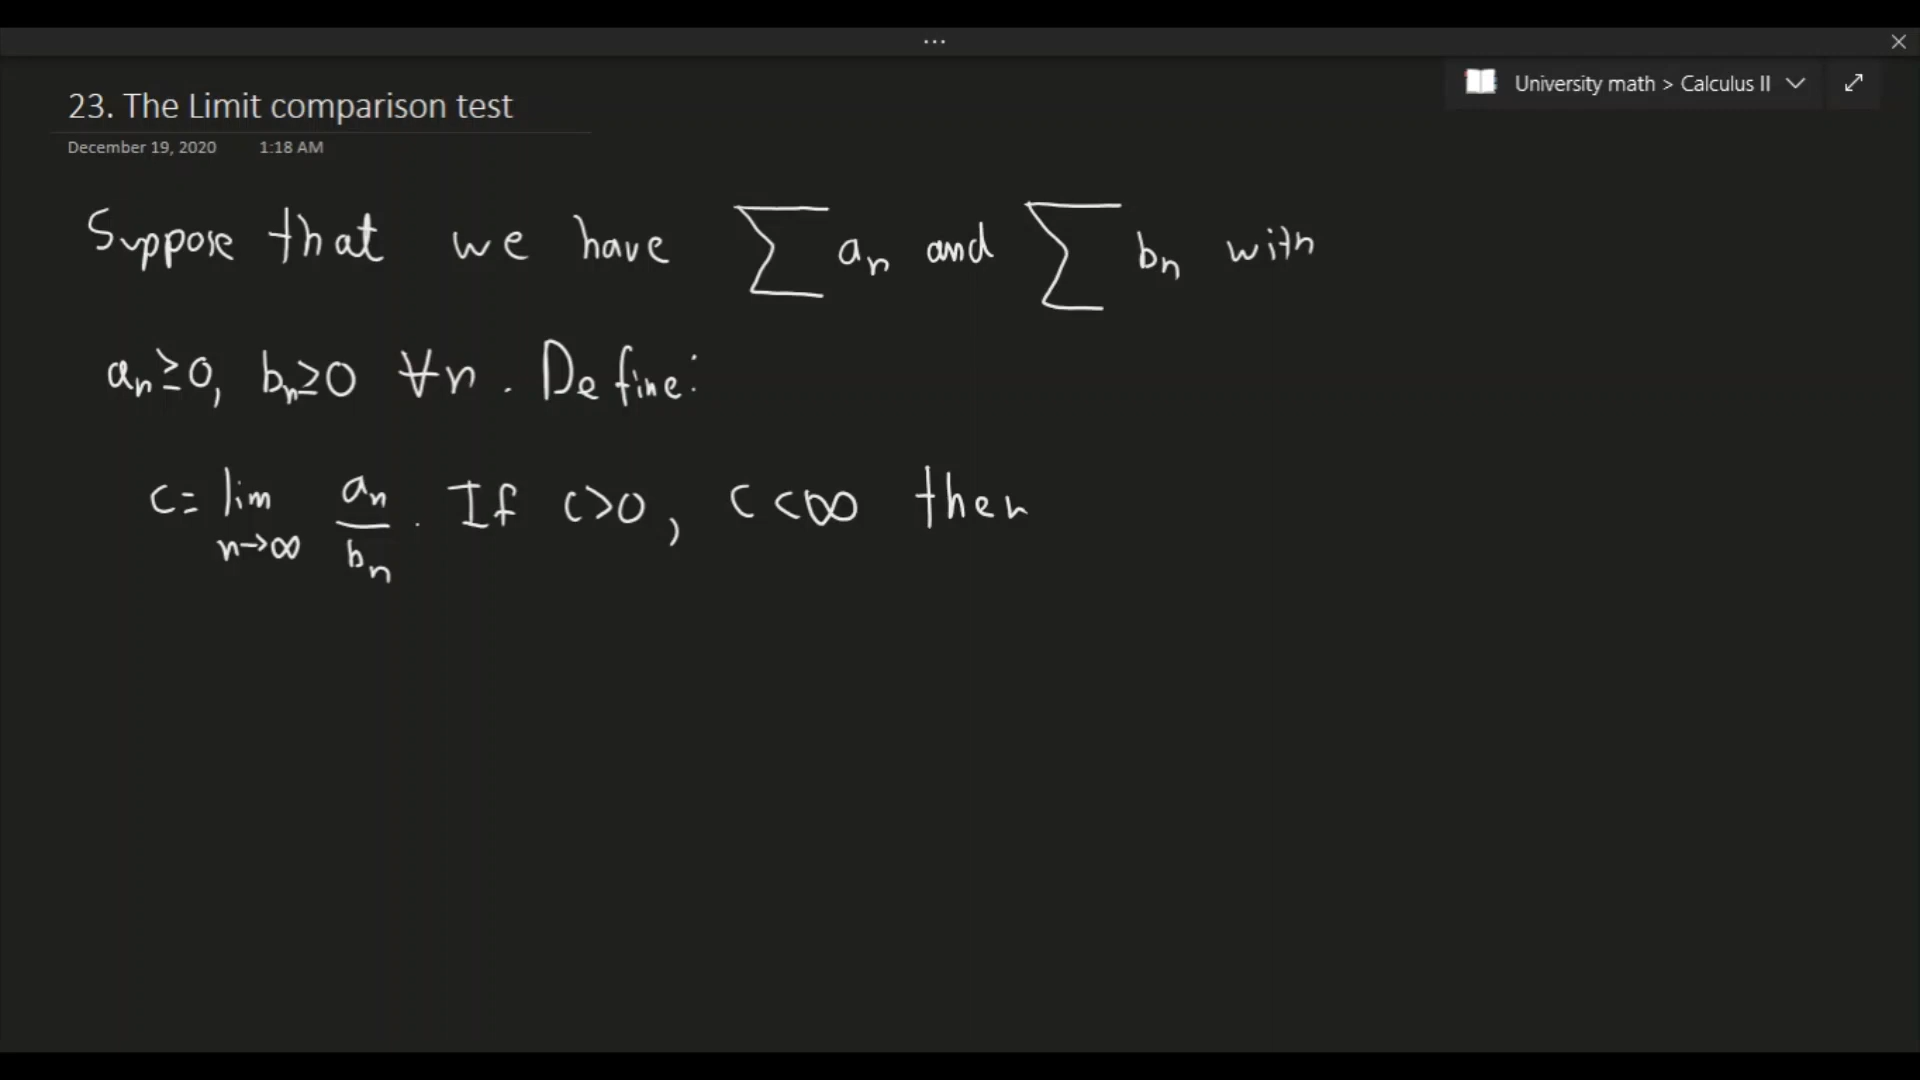 ...
University math > Calculus II
23. The Limit comparison test
December 19, 2020 1:18 AM
Suppose that we have ∑ aₙ and ∑ bₙ with
aₙ≥0, bₙ≥0 ∀n. Define:
c = lim n→∞ aₙ/bₙ. If c>0, c<∞ then